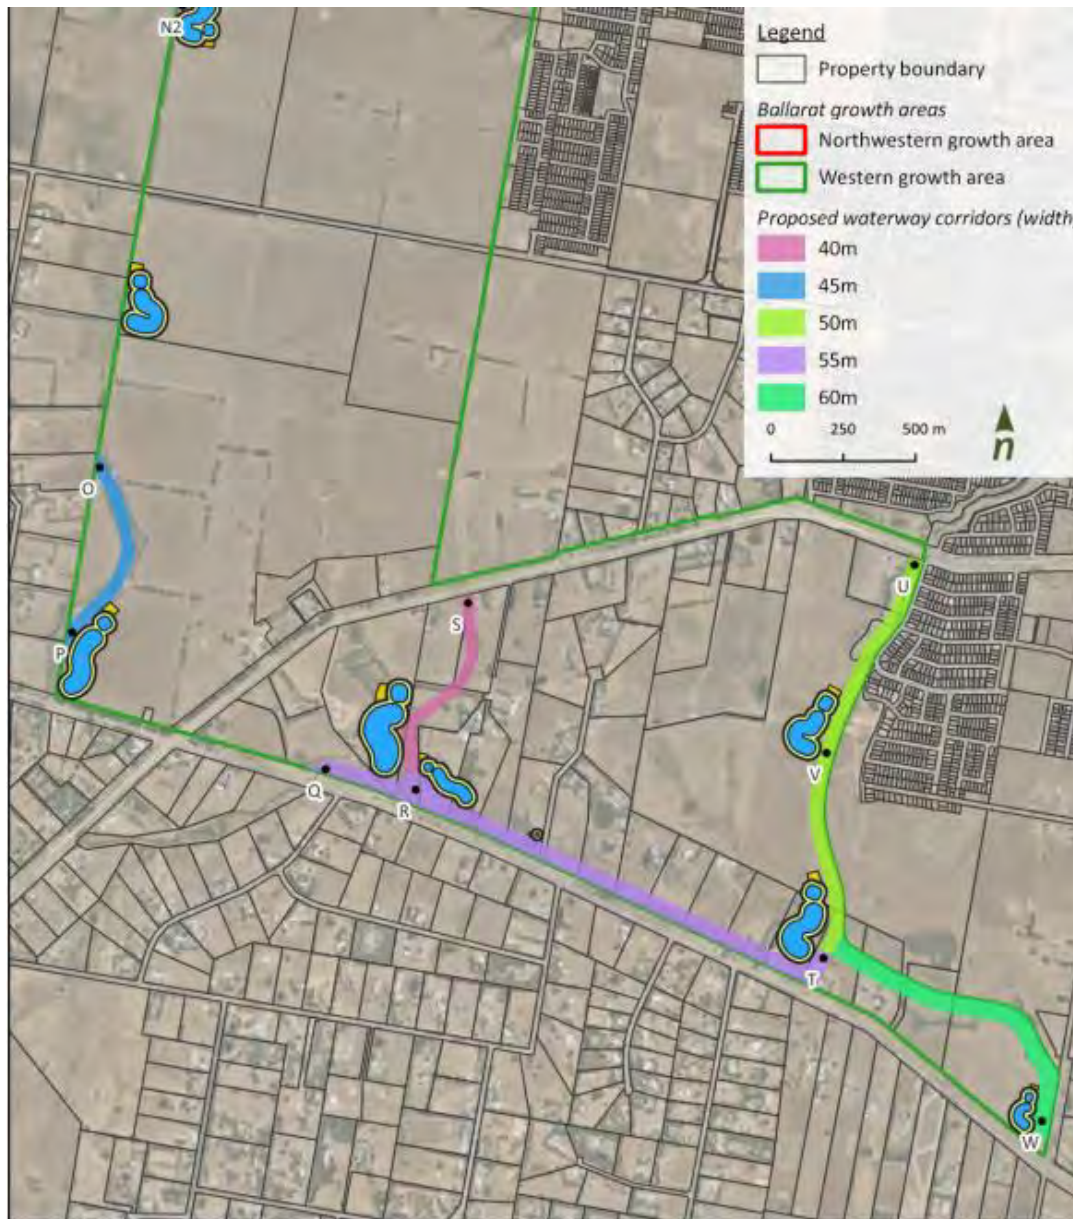 N2
Legend
Property boundary
Ballarat growth areas
Northwestern growth area
Western growth area
Proposed waterway corridors (width
40m
45m
50m
55m
60m
0 250 500 m
n
O
P
S
U
V
Q
R
T
W